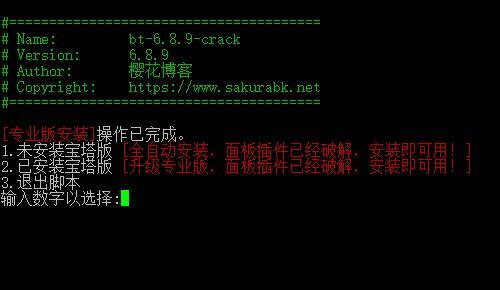 #=======================================
# Name:       bt-6.8.9-crack
# Version:    6.8.9
# Author:     樱花博客
# Copyright:  https://www.sakurabk.net
#=======================================
[专业版安装]操作已完成。
1.未安装宝塔版 [全自动安装，面板插件已经破解，安装即可用！]
2.已安装宝塔版 [升级专业版，面板插件已经破解，安装即可用！]
3.退出脚本
输入数字以选择: